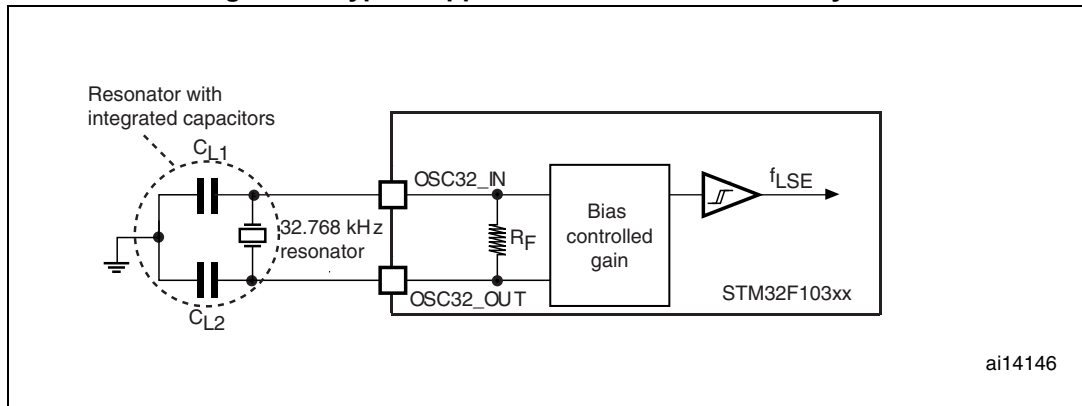 Resonator with
integrated capacitors
CL1
OSC32_IN
fLSE
Bias
controlled
gain
RF
32.768 kHz
resonator
STM32F103xx
OSC32_OUT
CL2
ai14146